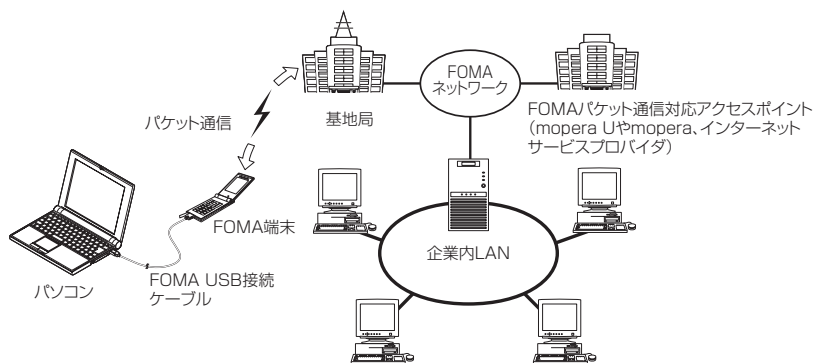 FOMA
ネットワーク
パケット通信
基地局
FOMAパケット通信対応アクセスポイント
（mopera Uやmopera、インターネット
サービスプロバイダ）
FOMA端末
企業内LAN
パソコン
FOMA USB接続
ケーブル